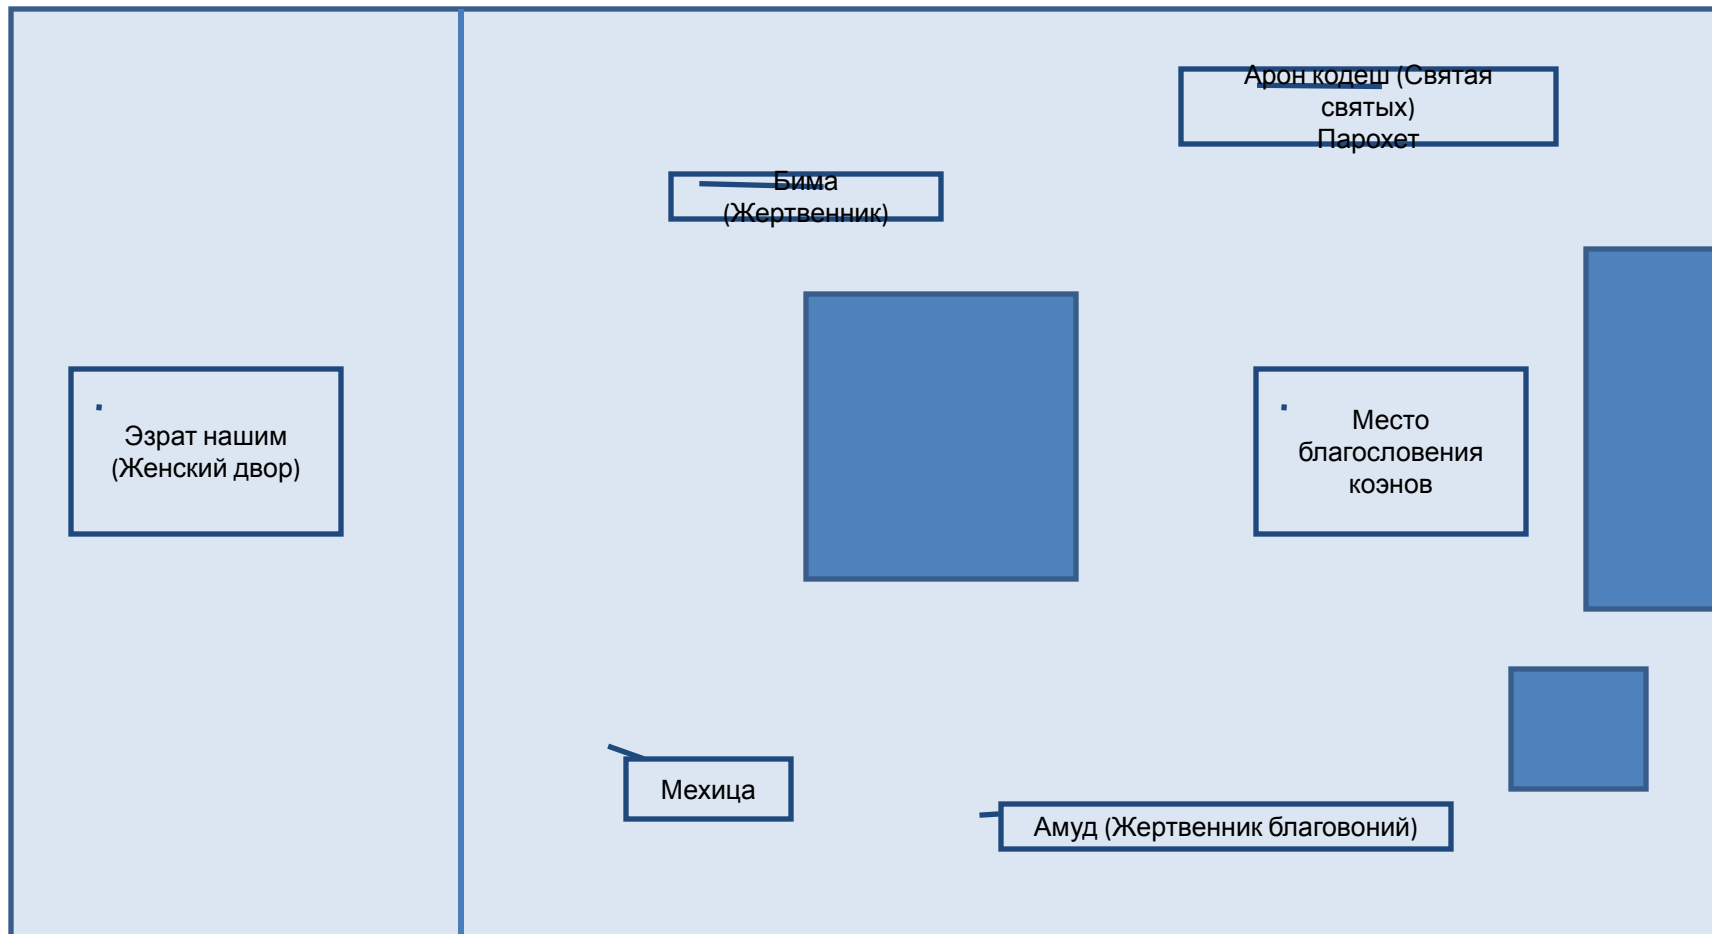 Арон кодеш (Святая
святых)
Парохет
Бима
(Жертвенник)
Эзрат нашим
(Женский двор)
Место
благословения
коэнов
Мехица
Амуд (Жертвенник благовоний)